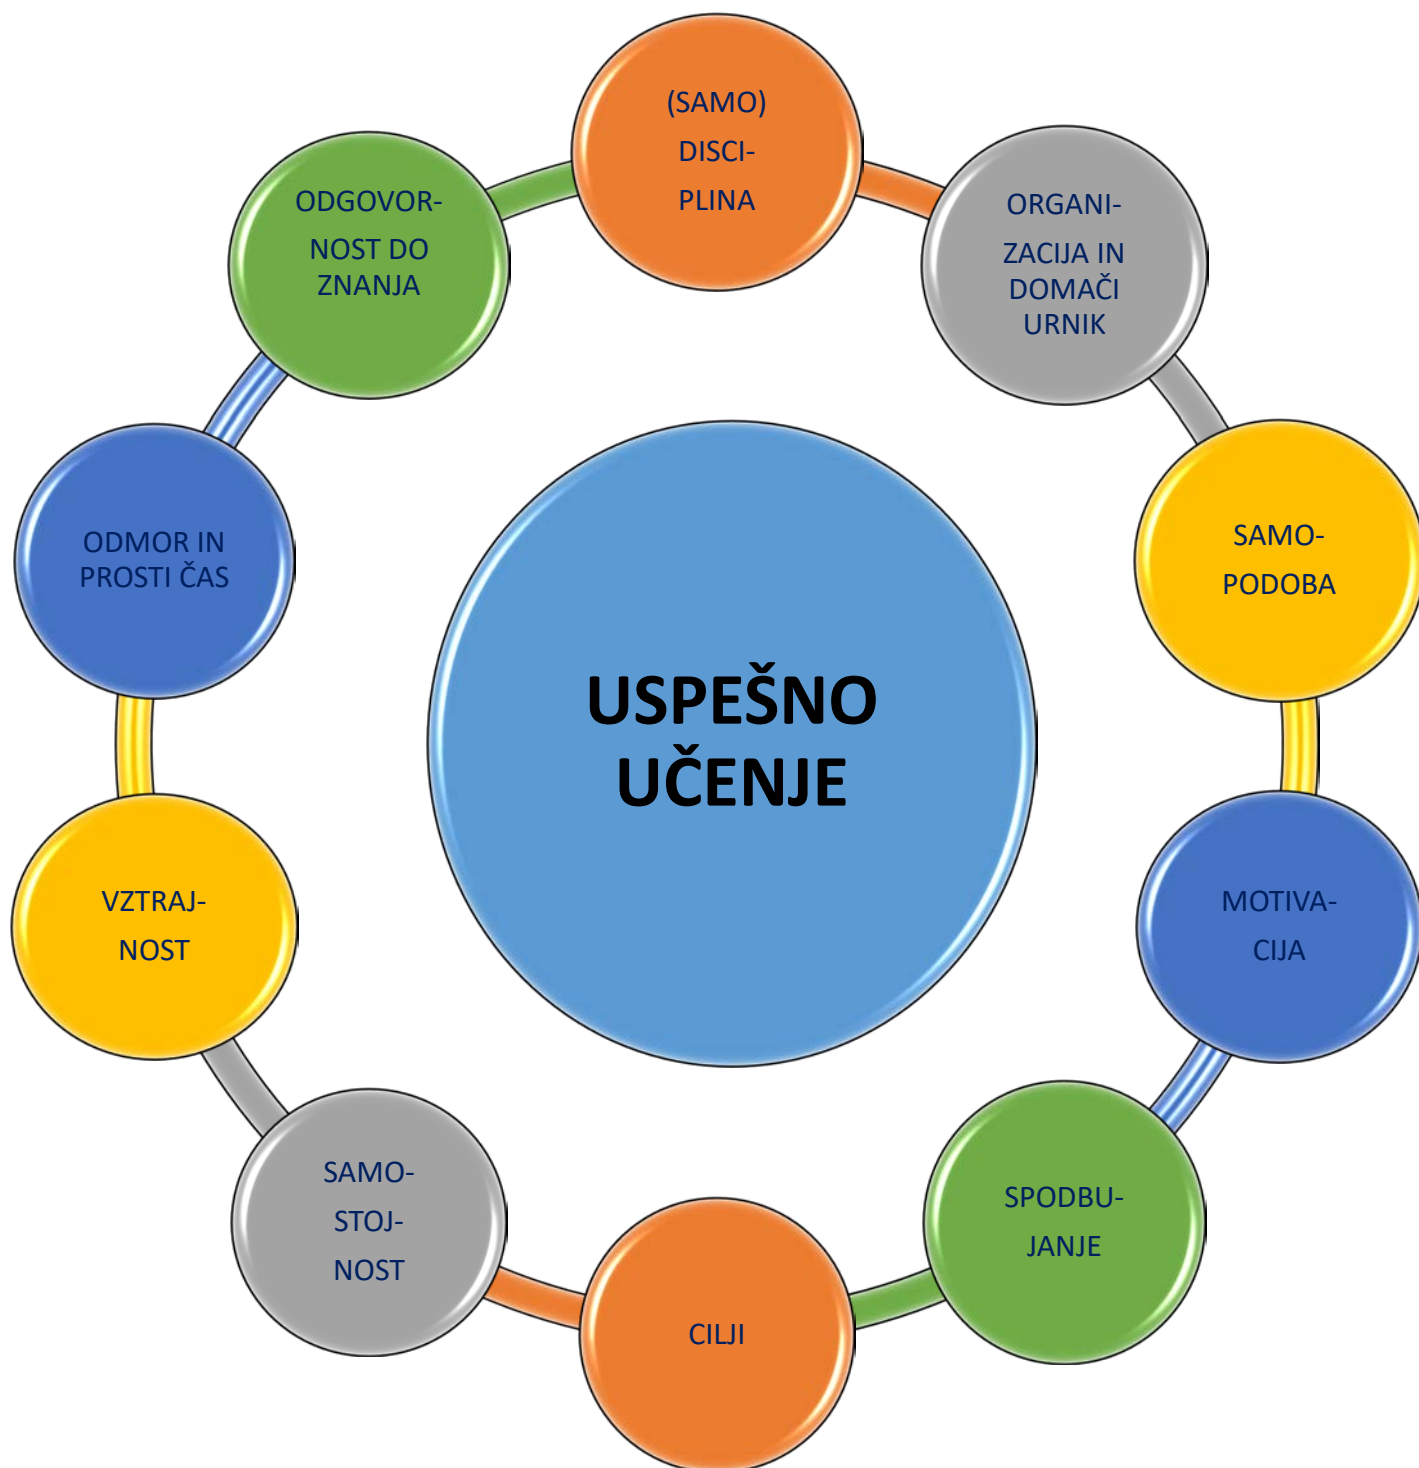 (SAMO)
DISCI-
PLINA
ORGANI-
ZACIJA IN
DOMAČI
URNIK
SAMO-
PODOBA
MOTIVA-
CIJA
SPODBU-
JANJE
CILJI
SAMO-
STOJ-
NOST
VZTRAJ-
NOST
ODMOR IN
PROSTI ČAS
ODGOVOR-
NOST DO
ZNANJA
USPEŠNO
UČENJE